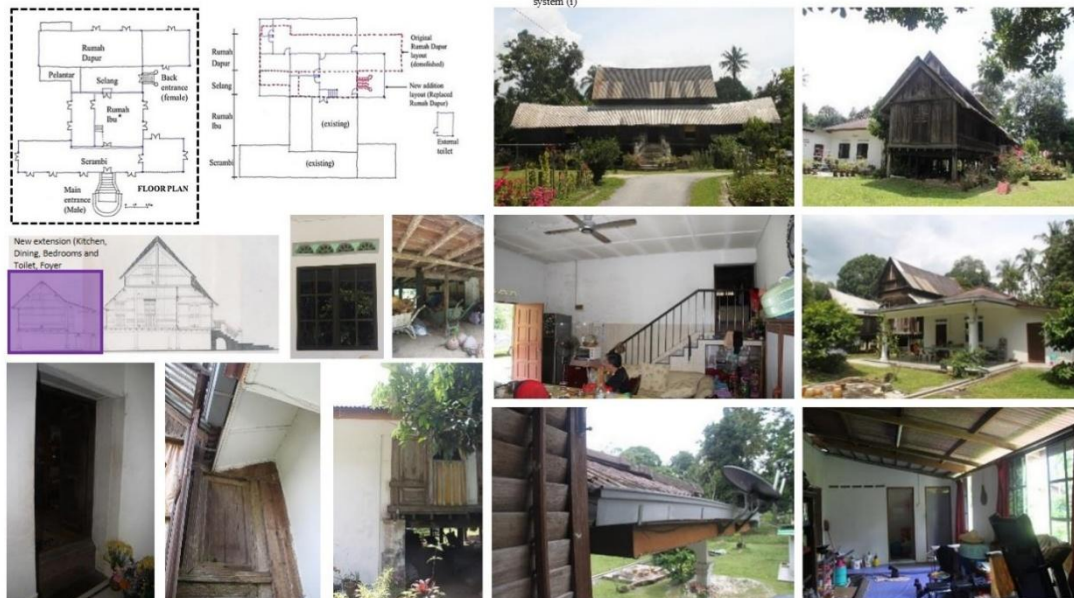 system (i)
Rumah
Dapur
Pelantar
Selang
Back
entrance
(female)
Rumah
Ibu*
Serambi
Main
entrance
(Male)
FLOOR PLAN
Rumah
Dapur
Selang
Rumah
Ibu
Serambi
(existing)
(existing)
Original
Rumah Dapur
layout
(demolished)
New addition
layout (Replaced
Rumah Dapur)
External
toilet
New extension (Kitchen,
Dining, Bedrooms and
Toilet, Foyer